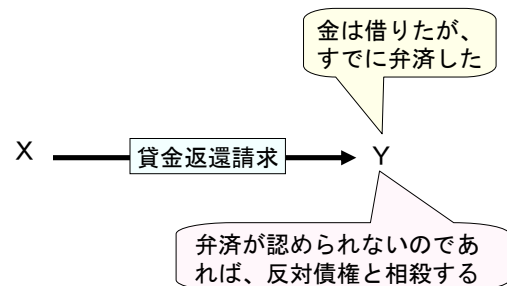 金は借りたが、
すでに弁済した
X 貸金返還請求 Y
弁済が認められないのであ
れば、反対債権と相殺する